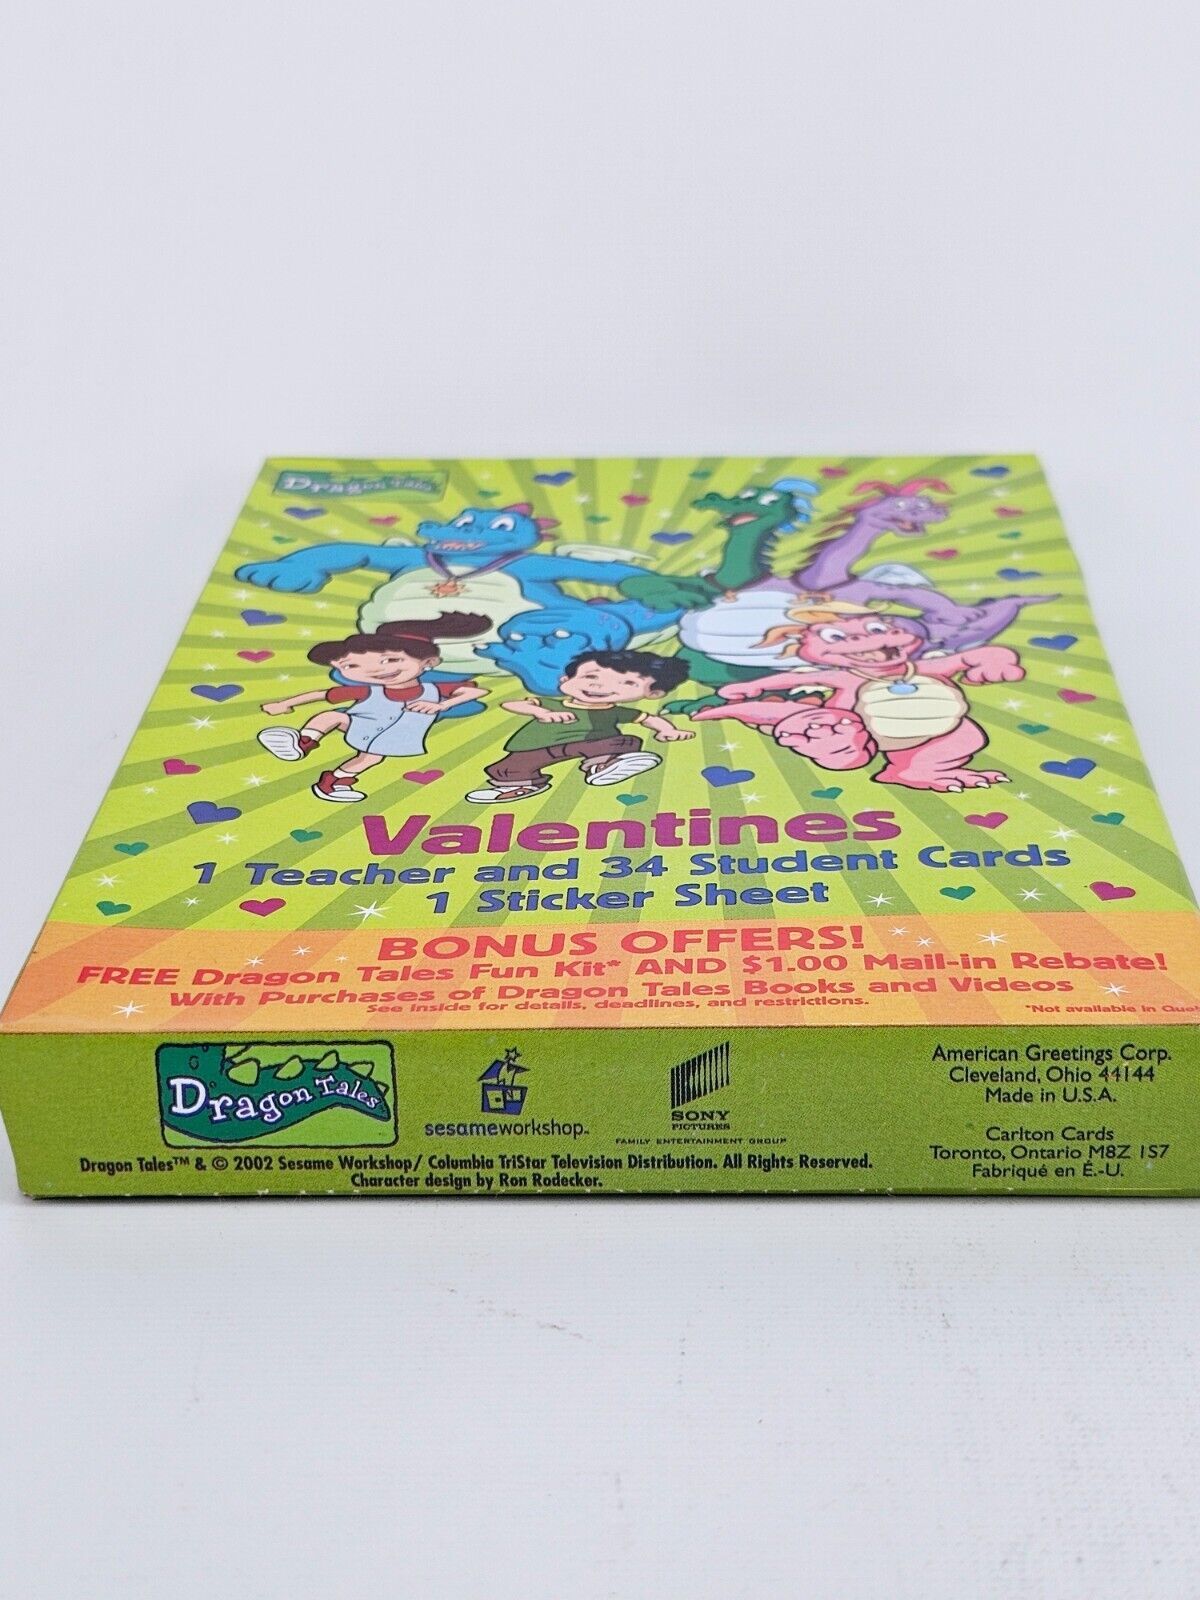 Dragon Tales
Valentines
1 Teacher and 34 Student Cards
1 Sticker Sheet
BONUS OFFERS!
FREE Dragon Tales Fun Kit* AND $1.00 Mail-in Rebate!
With Purchases of Dragon Tales Books and Videos
See inside for details, deadlines, and restrictions.
*Not available in
Dragon Tales
sesameworkshop.
SONY
PICTURES
FAMILY ENTERTAINMENT GROUP
Dragon Tales™ & © 2002 Sesame Workshop/ Columbia TriStar Television Distribution. All Rights Reserved.
Character design by Ron Rodecker.
American Greetings Corp.
Cleveland, Ohio 44144
Made in U.S.A.
Carlton Cards
Toronto, Ontario M8Z 1S7
Fabriqué en É.-U.